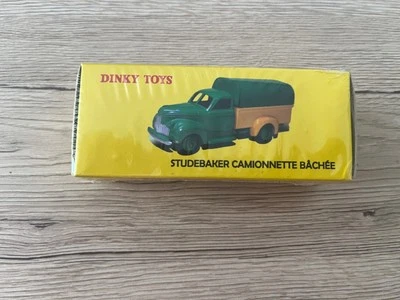 DINKY TOYS
STUDEBAKER CAMIONNETTE BÂCHÉE